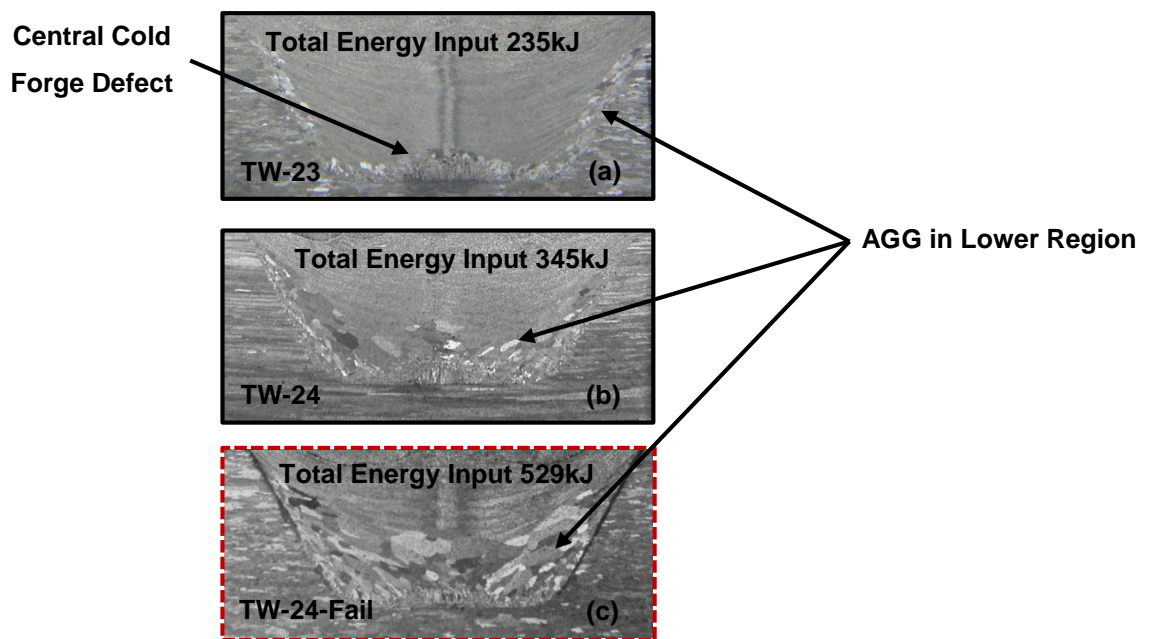 Central Cold
Forge Defect
Total Energy Input 235kJ
TW-23
(a)
AGG in Lower Region
Total Energy Input 345kJ
TW-24
(b)
Total Energy Input 529kJ
TW-24-Fail
(c)